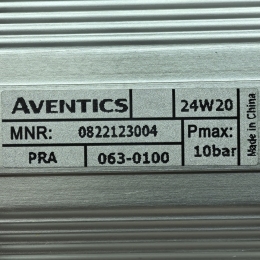 AVENTICS 24W20
MNR: 0822123004 Pmax:
PRA 063-0100 10bar
Made in China